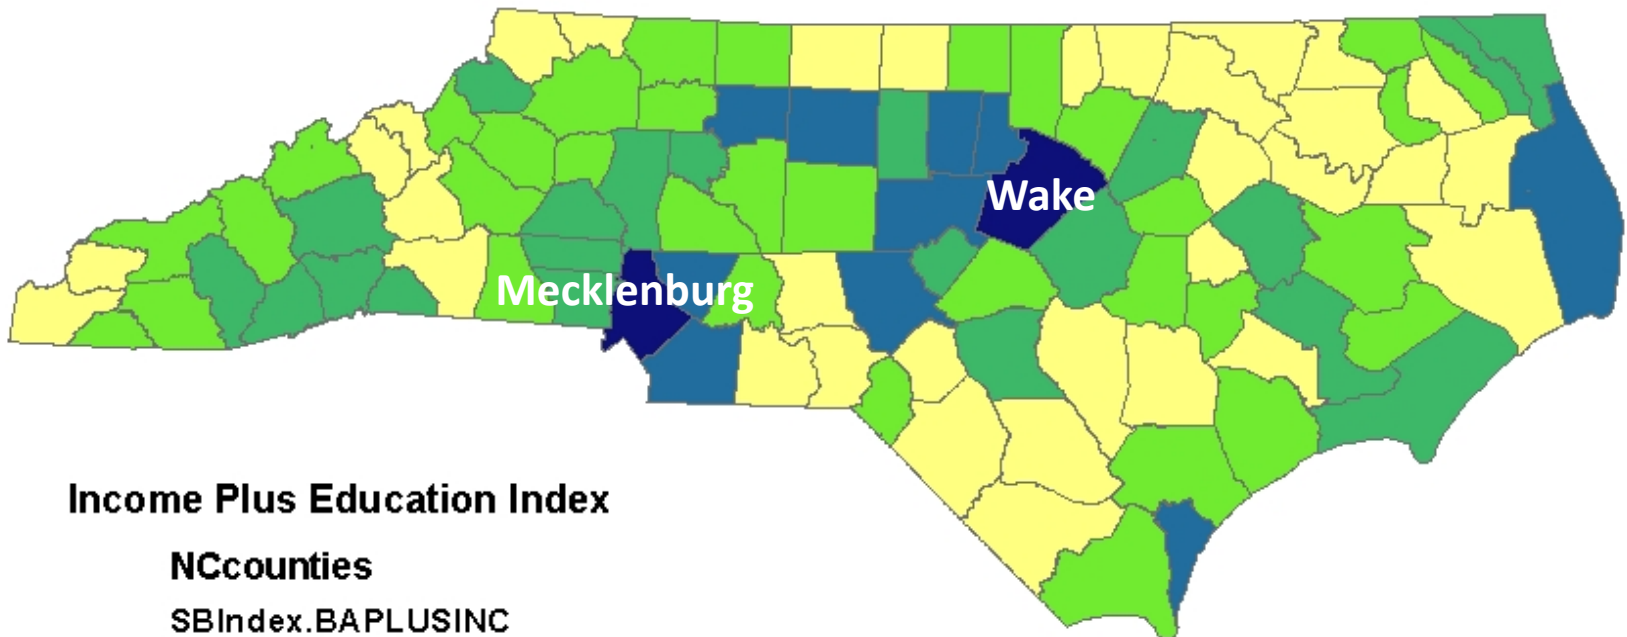 Wake
Mecklenburg
Income Plus Education Index
NCcounties
SBIndex.BAPLUSINC